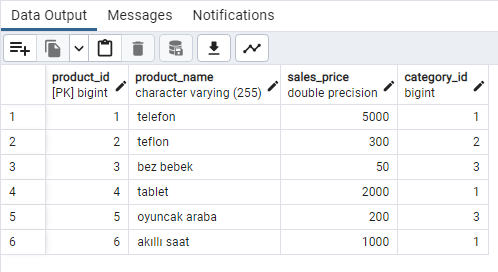 Data Output Messages Notifications
product_id product_name sales_price category_id
[PK] bigint character varying (255) double precision bigint
1 1 telefon 5000 1
2 2 teflon 300 2
3 3 bez bebek 50 3
4 4 tablet 2000 1
5 5 oyuncak araba 200 3
6 6 akıllı saat 1000 1